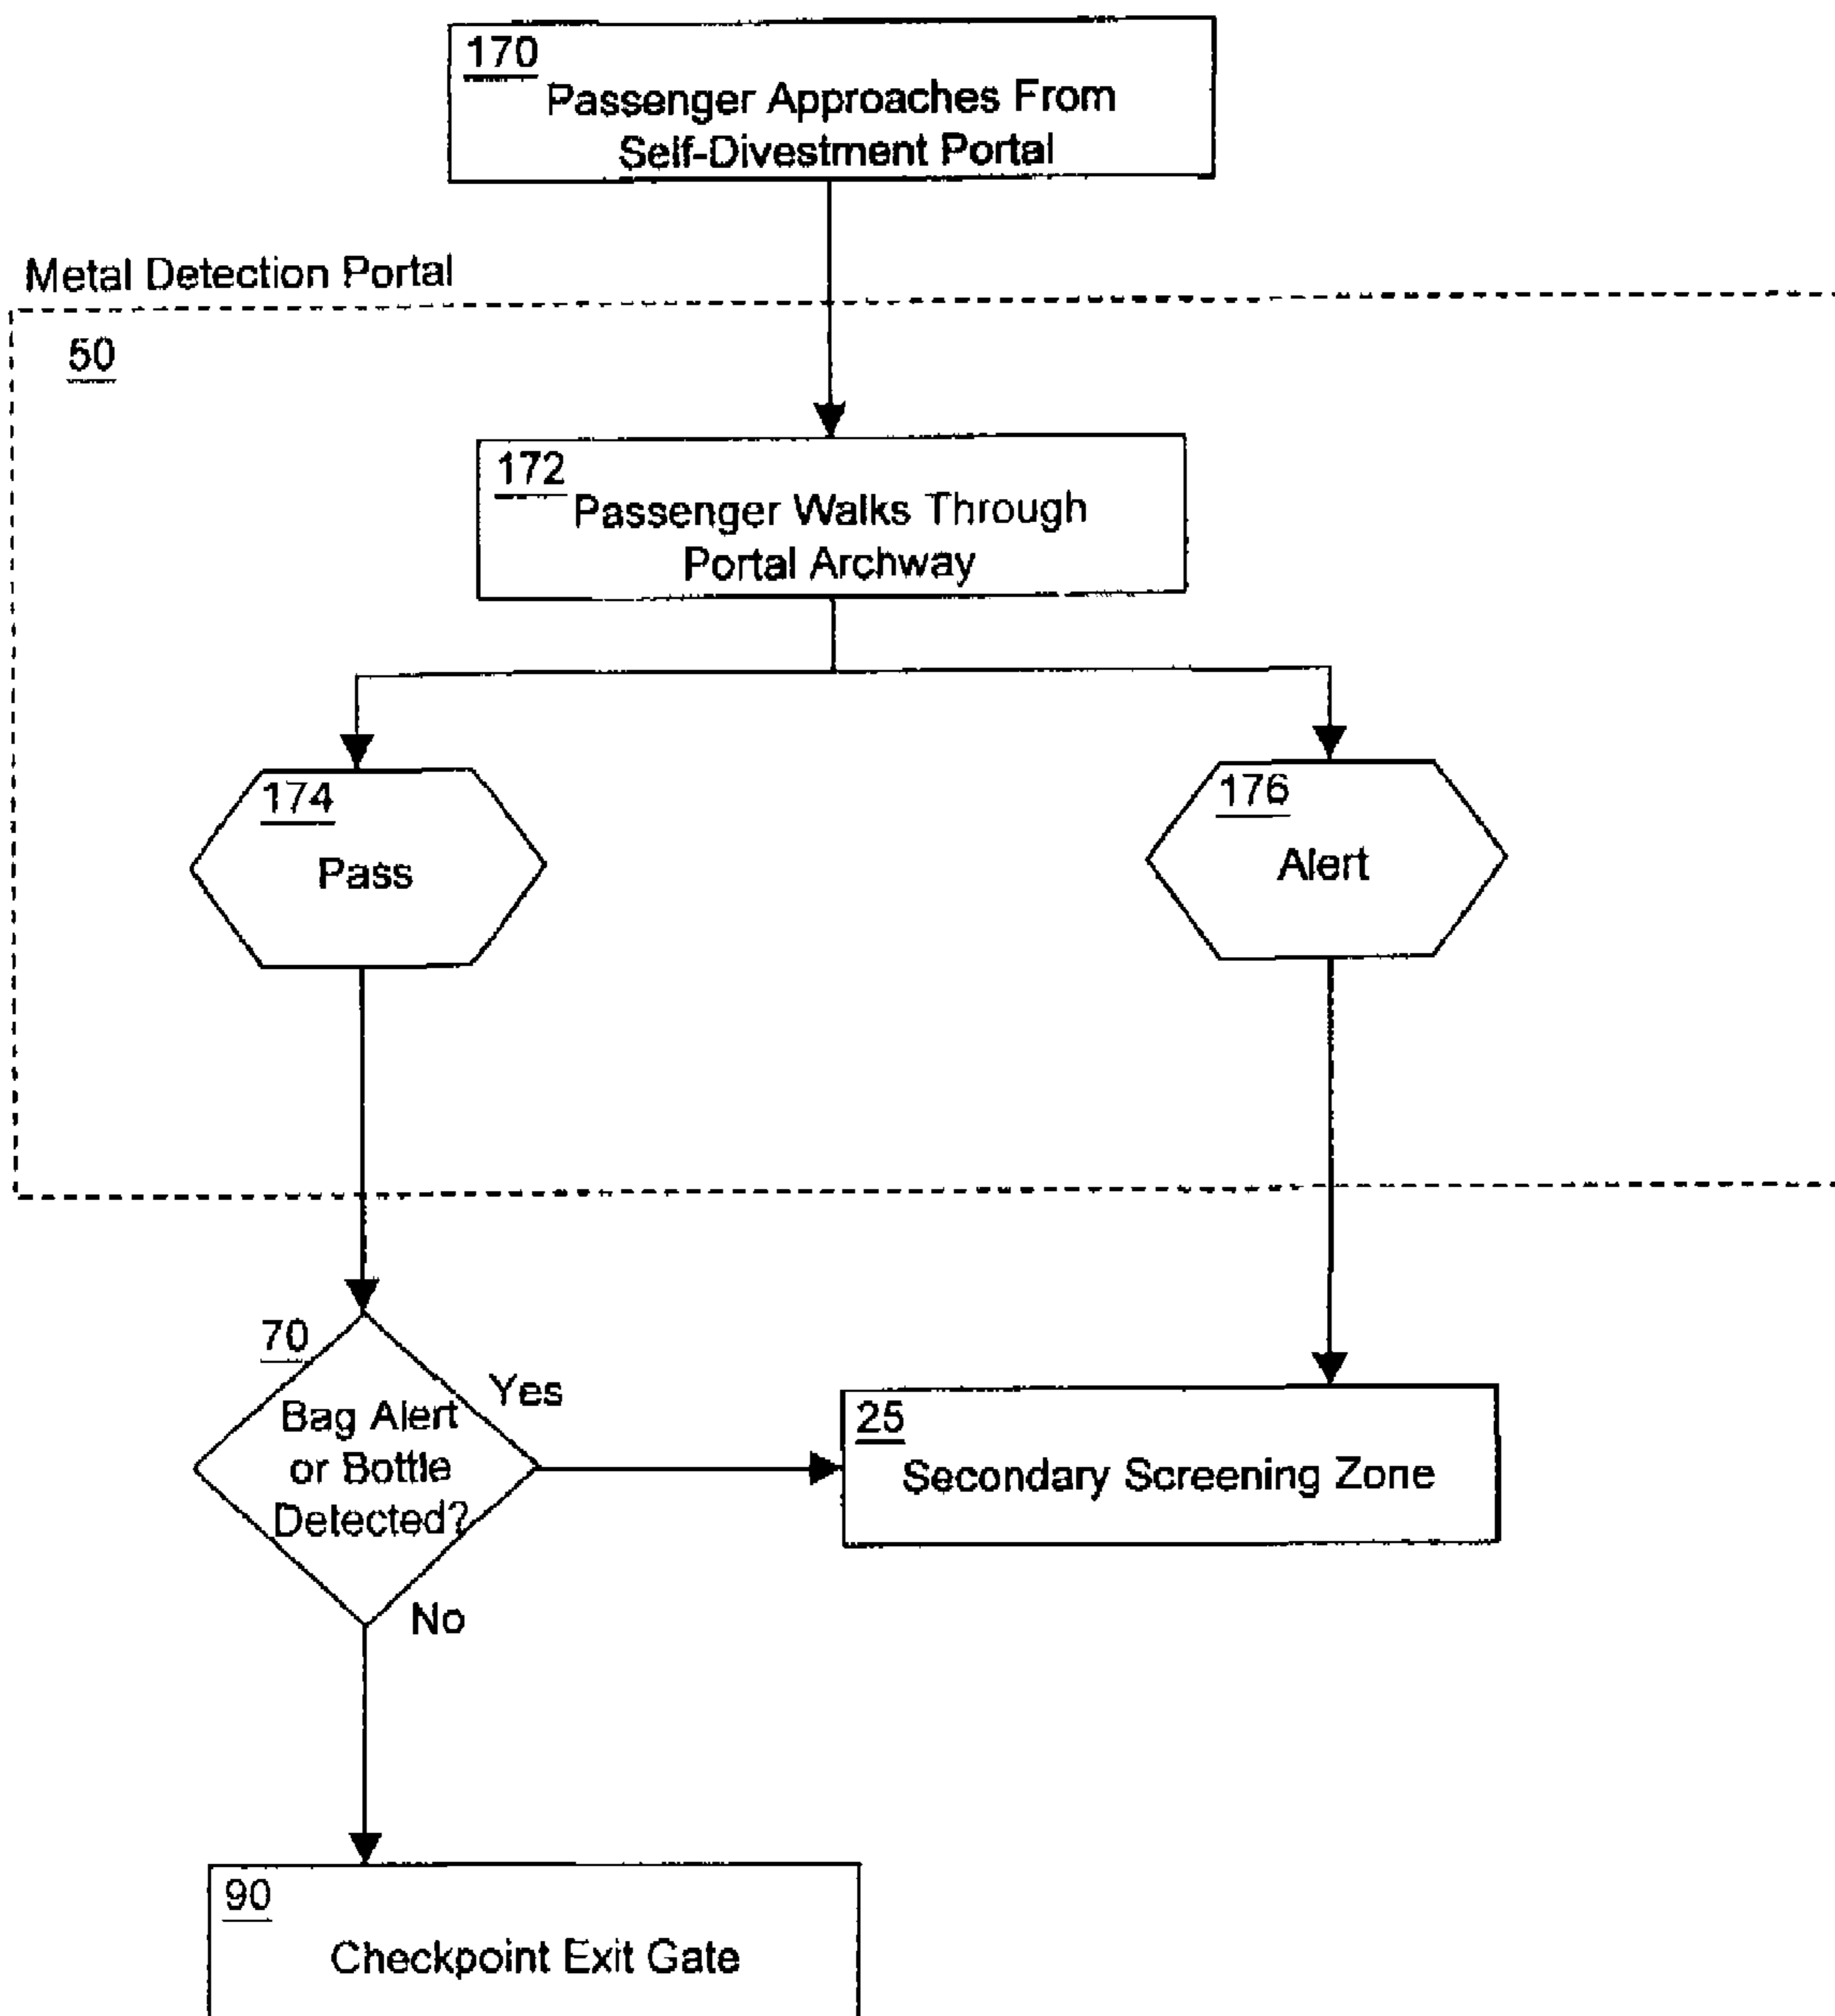 170
Passenger Approaches From
Self-Divestment Portal
Metal Detection Portal
50
172
Passenger Walks Through
Portal Archway
174
Pass
176
Alert
70
Bag Alert
or Bottle
Detected?
Yes
No
25
Secondary Screening Zone
90
Checkpoint Exit Gate